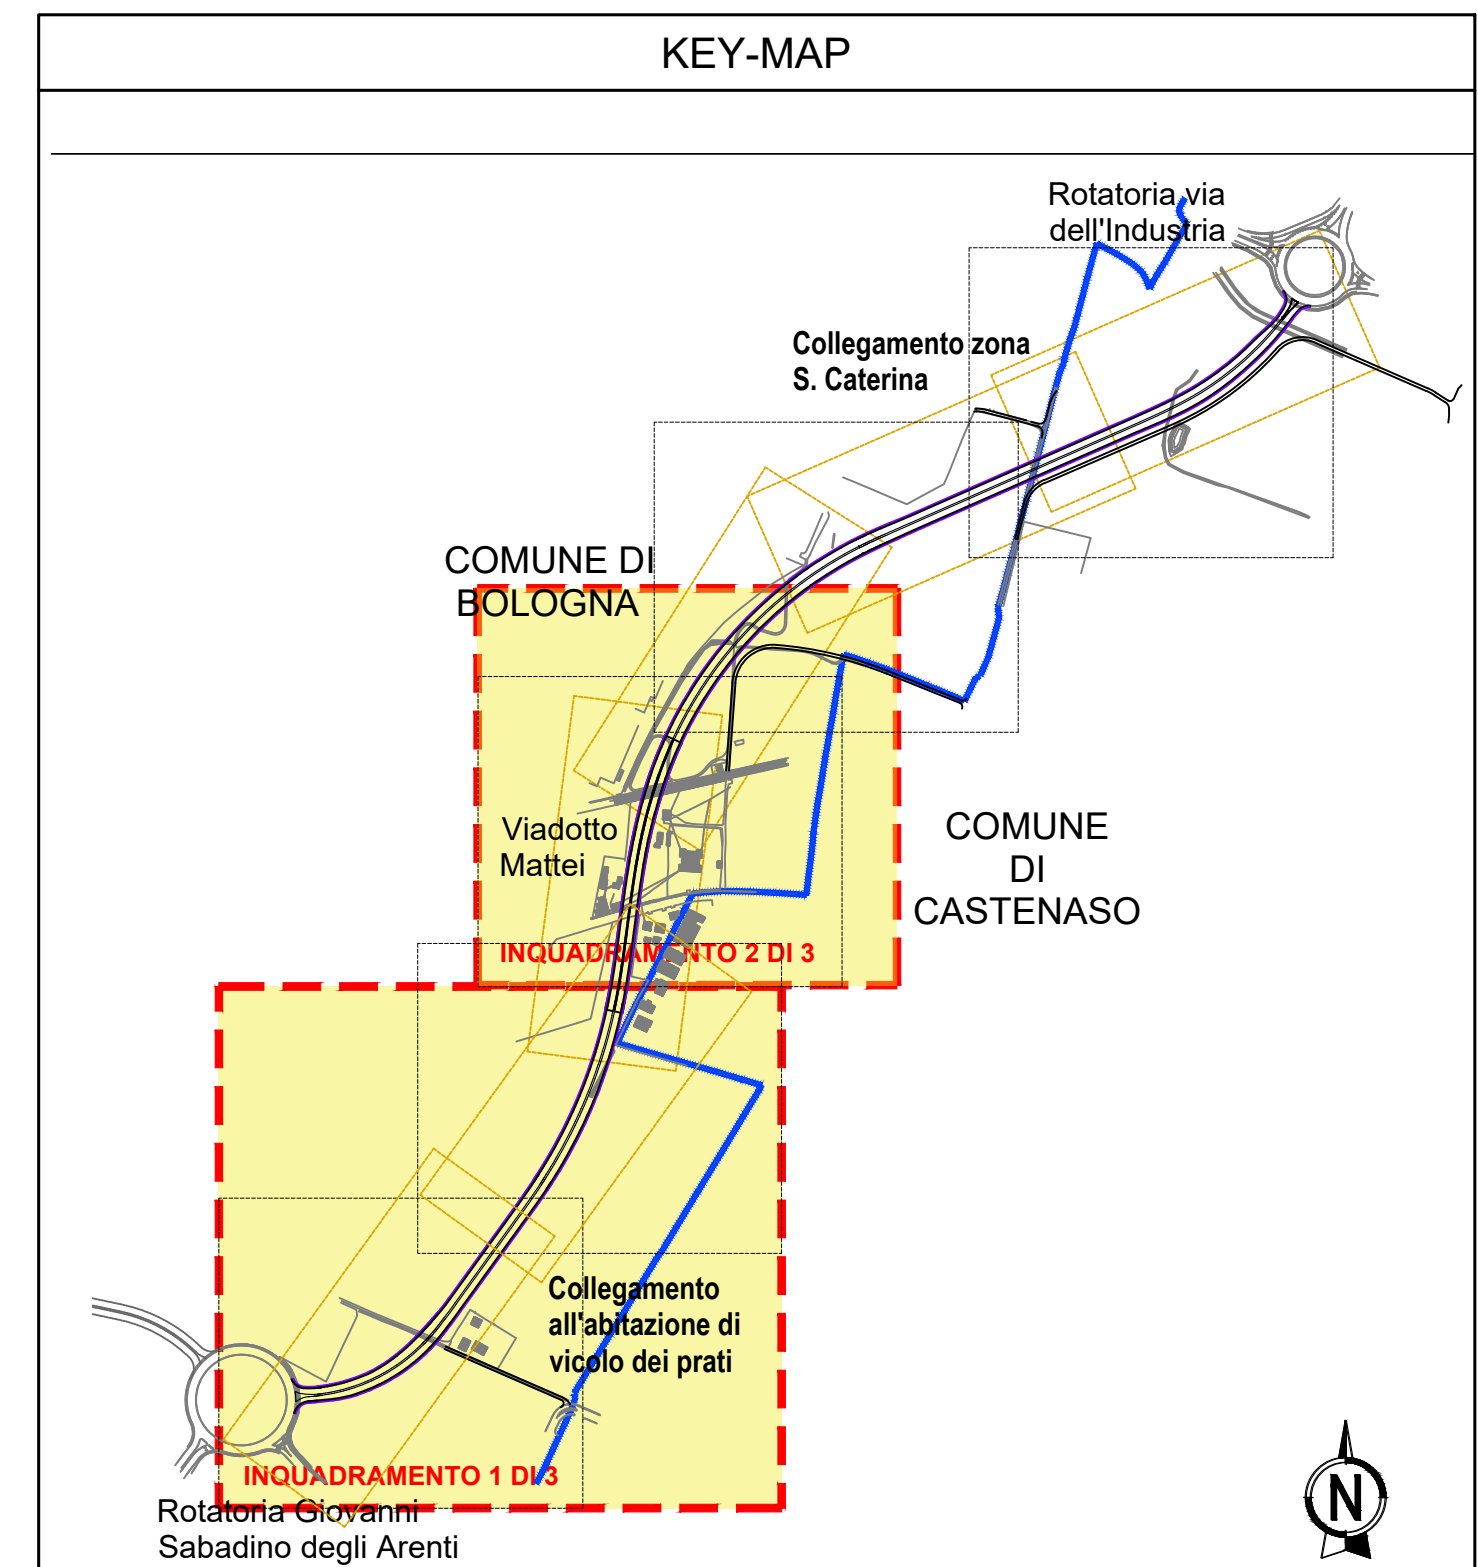 KEY-MAP
Rotatoria via
dell'Industria
Collegamento zona
S. Caterina
COMUNE DI
BOLOGNA
Viadotto
Mattei
COMUNE
DI
CASTENASO
INQUADRAMENTO 2 DI 3
Collegamento
all'abitazione di
vicolo dei prati
INQUADRAMENTO 1 DI 3
Rotatoria Giovanni
Sabadino degli Arenti
N